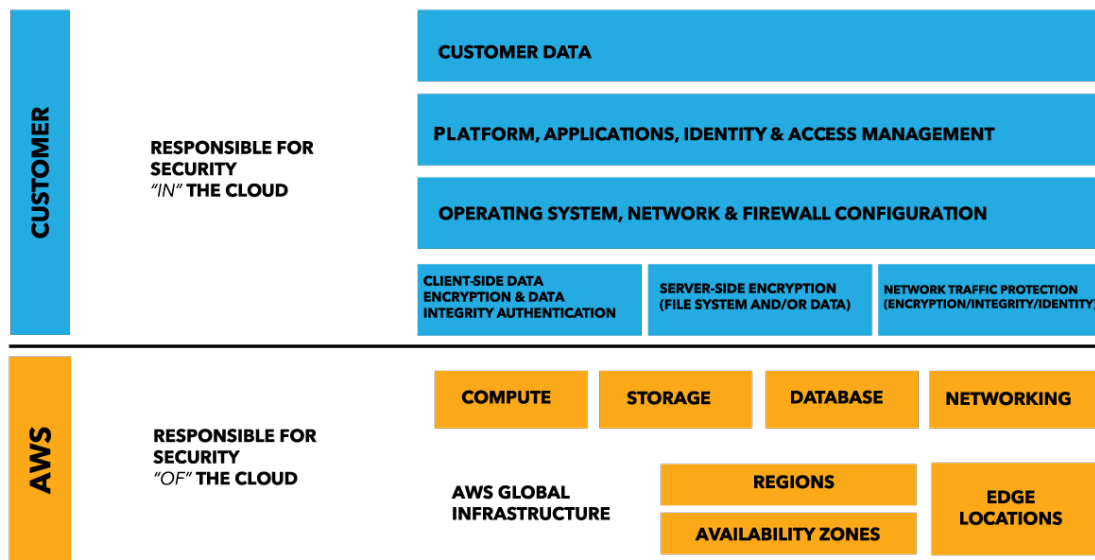 CUSTOMER
RESPONSIBLE FOR
SECURITY
“IN” THE CLOUD
CUSTOMER DATA
PLATFORM, APPLICATIONS, IDENTITY & ACCESS MANAGEMENT
OPERATING SYSTEM, NETWORK & FIREWALL CONFIGURATION
CLIENT-SIDE DATA
ENCRYPTION & DATA
INTEGRITY AUTHENTICATION
SERVER-SIDE ENCRYPTION
(FILE SYSTEM AND/OR DATA)
NETWORK TRAFFIC PROTECTION
(ENCRYPTION/INTEGRITY/IDENTITY)
AWS
RESPONSIBLE FOR
SECURITY
“OF” THE CLOUD
COMPUTE
STORAGE
DATABASE
NETWORKING
AWS GLOBAL
INFRASTRUCTURE
REGIONS
AVAILABILITY ZONES
EDGE
LOCATIONS